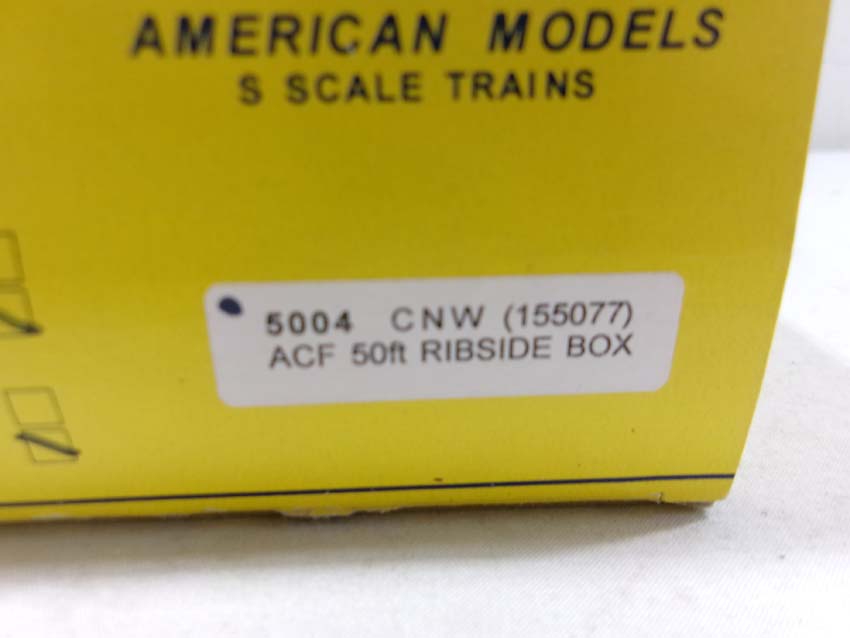 AMERICAN MODELS
S SCALE TRAINS
5004 CNW (155077)
ACF 50ft RIBSIDE BOX